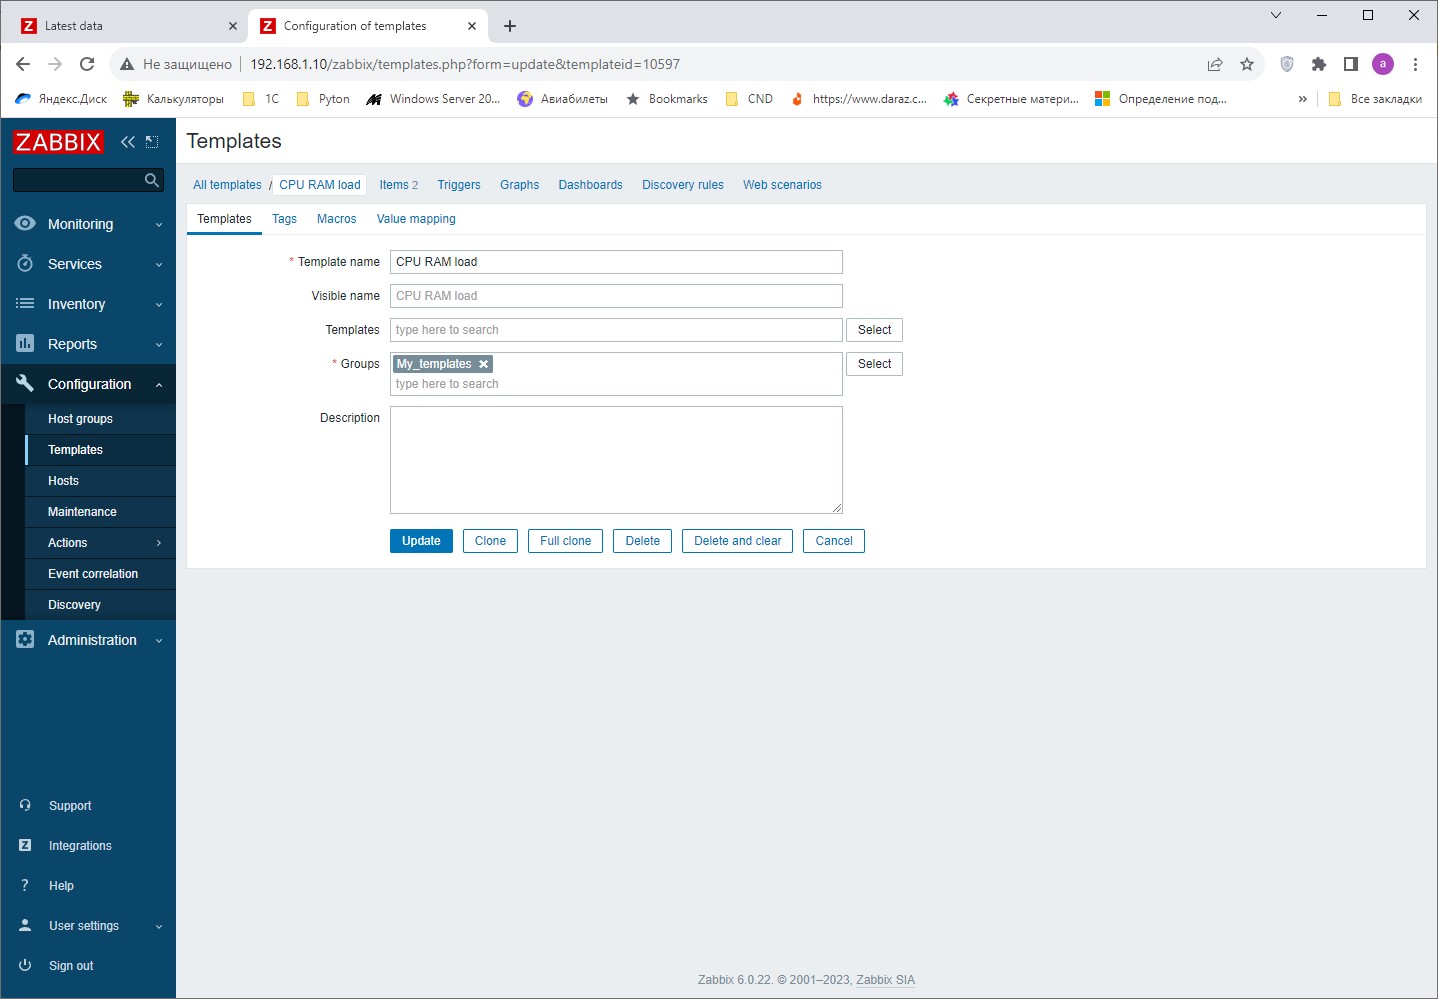 Latest data
Configuration of templates
Не защищено
192.168.1.10/zabbix/templates.php?form=update&templateid=10597
a
Яндекс.Диск
Калькуляторы
1С
Pyton
Windows Server 20...
Авиабилеты
Bookmarks
CND
https://www.daraz.c...
Секретные матери...
Определение под...
»
Все закладки
ZABBIX
Templates
All templates / CPU RAM load Items 2 Triggers Graphs Dashboards Discovery rules Web scenarios
Templates Tags Macros Value mapping
Monitoring
Services
Inventory
Reports
Configuration
Host groups
Templates
Hosts
Maintenance
Actions
Event correlation
Discovery
Administration
Support
Integrations
Help
User settings
Sign out
* Template name CPU RAM load
Visible name CPU RAM load
Templates type here to search Select
* Groups My_templates Select
type here to search
Description
Update Clone Full clone Delete Delete and clear Cancel
Zabbix 6.0.22. © 2001–2023, Zabbix SIA